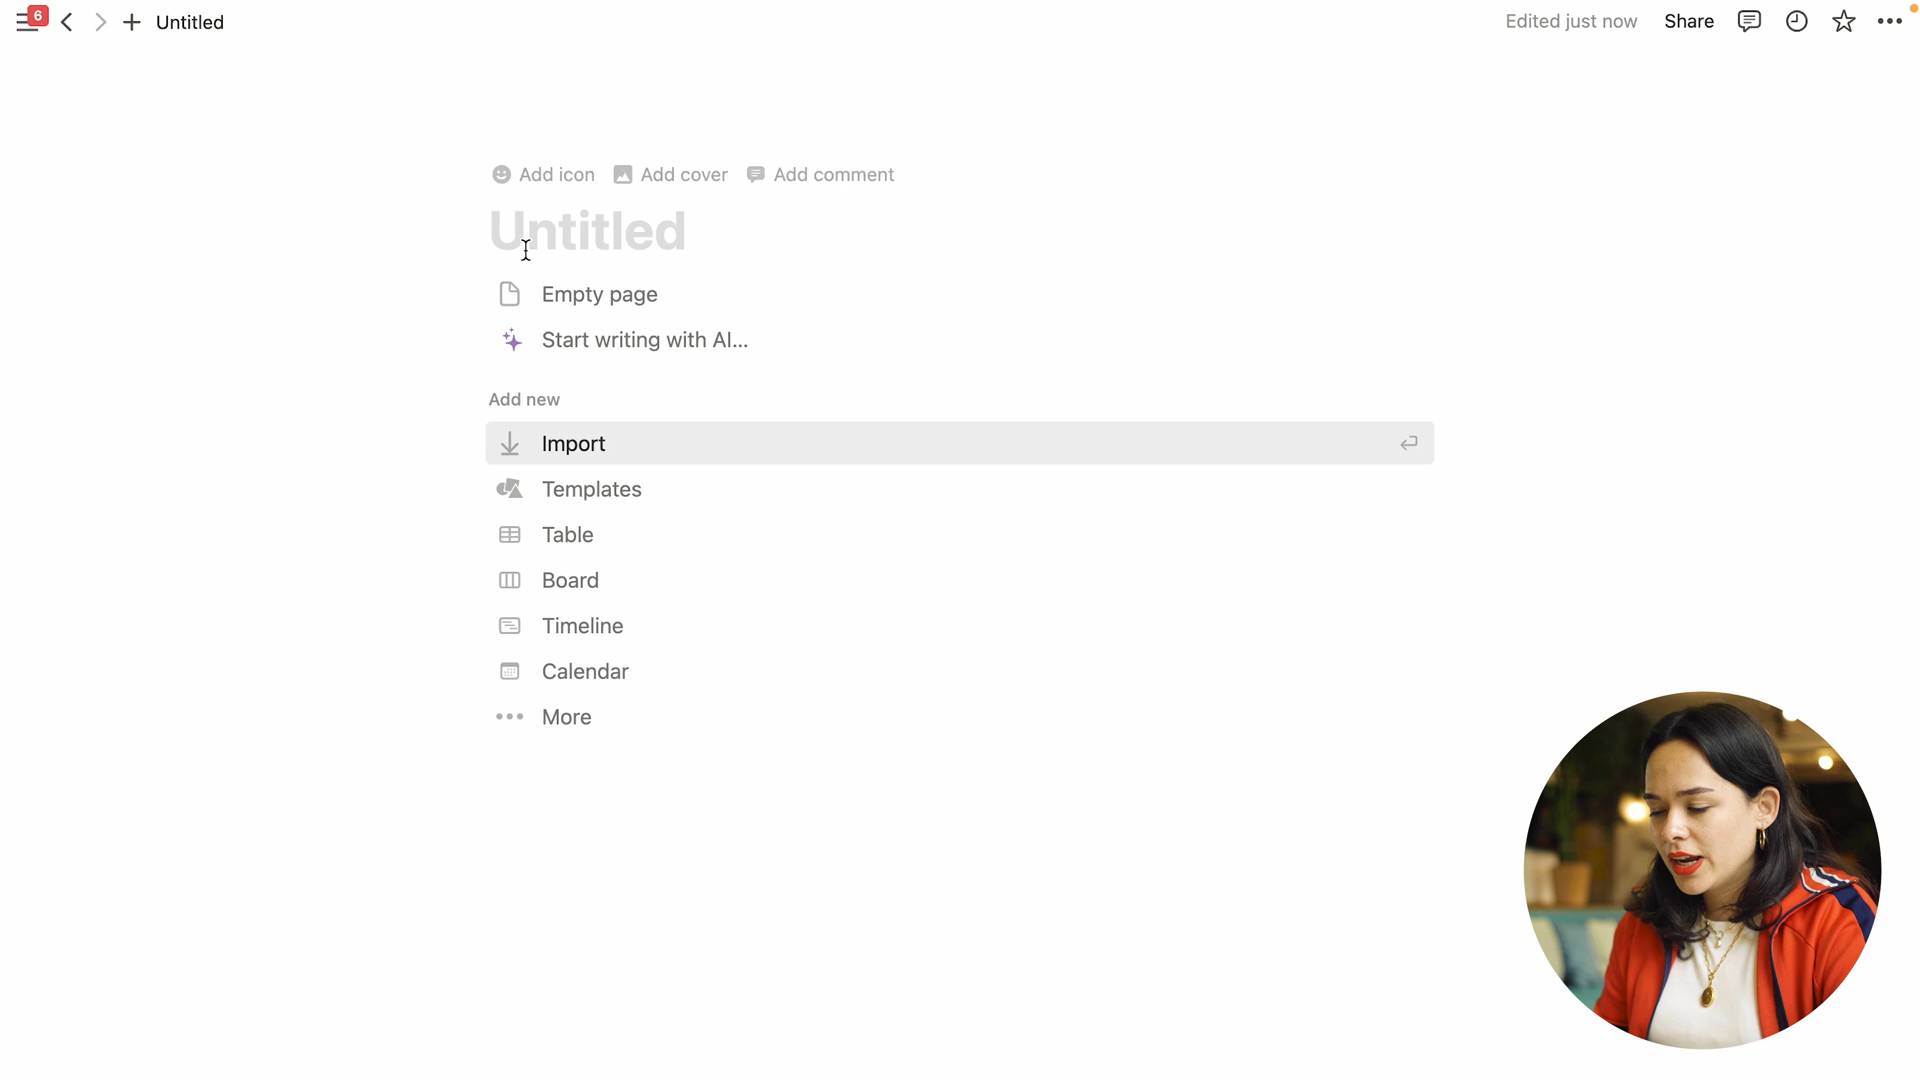 6
Untitled
Edited just now
Share
Add icon
Add cover
Add comment
Untitled
Empty page
Start writing with AI...
Add new
Import
Templates
Table
Board
Timeline
Calendar
More